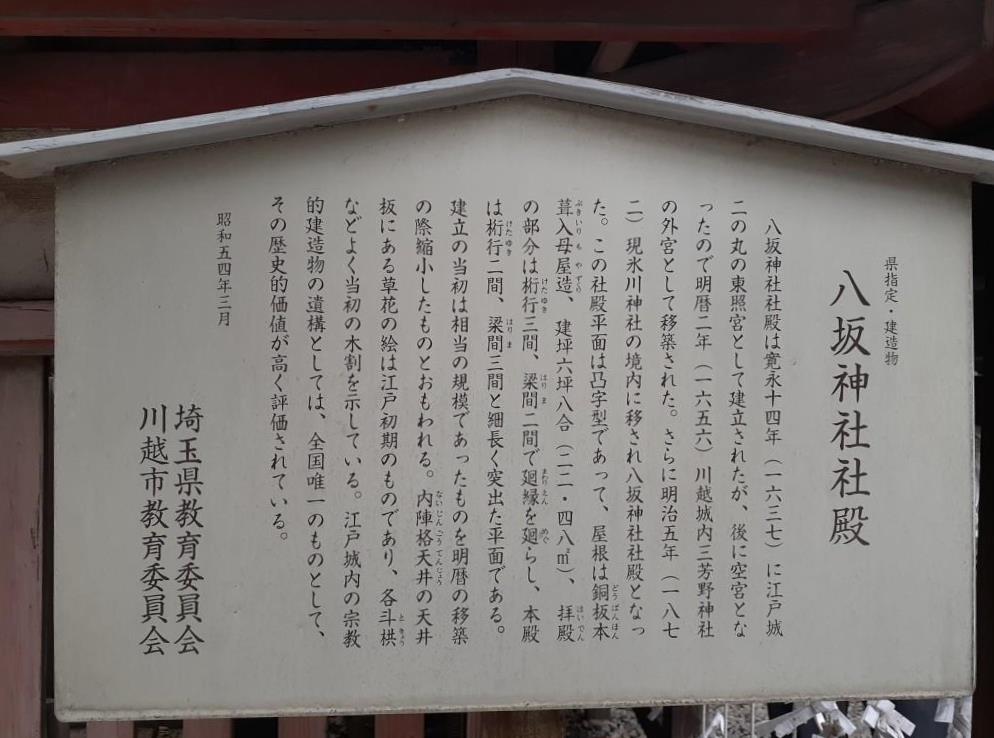 県指定・建造物
八坂神社社殿
八坂神社社殿は寛永十四年（一六三七）に江戸城
二の丸の東照宮として建立されたが、後に空宮とな
ったので明暦二年（一六五六）川越城内三芳野神社
の外宮として移築された。さらに明治五年（一八七
二）現氷川神社の境内に移され八坂神社社殿となっ
た。この社殿平面は凸字型であって、屋根は銅板本
葺入母屋造、建坪六坪八合（二二・四八㎡）、拝殿
の部分は桁行三間、梁間二間で廻縁を廻らし、本殿
は桁行二間、梁間三間と細長く突出た平面である。
建立の当初は相当の規模であったものを明暦の移築
の際縮小したものとおもわれる。内陣格天井の天井
板にある草花の絵は江戸初期のものであり、各斗栱
などよく当初の木割を示している。江戸城内の宗教
的建造物の遺構としては、全国唯一のものとして、
その歴史的価値が高く評価されている。
昭和五四年三月
埼玉県教育委員会
川越市教育委員会